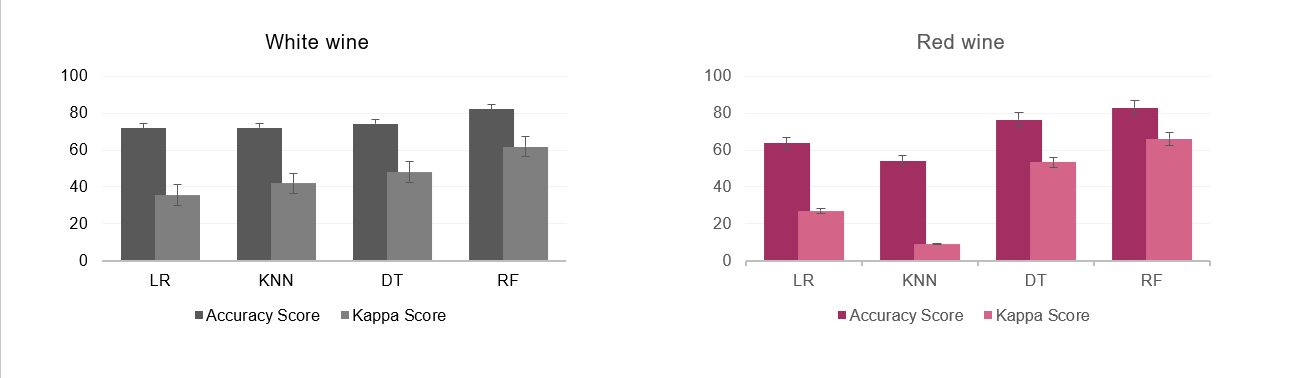 White wine
100
80
60
40
20
0
LR KNN DT RF
Accuracy Score Kappa Score
Red wine
100
80
60
40
20
0
LR KNN DT RF
Accuracy Score Kappa Score